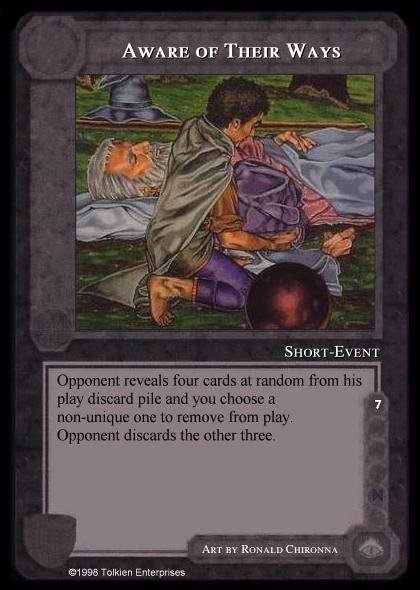 AWARE OF THEIR WAYS
SHORT-EVENT
Opponent reveals four cards at random from his
play discard pile and you choose a
non-unique one to remove from play.
Opponent discards the other three.
7
N
ART BY RONALD CHIRONNA
©1998 Tolkien Enterprises